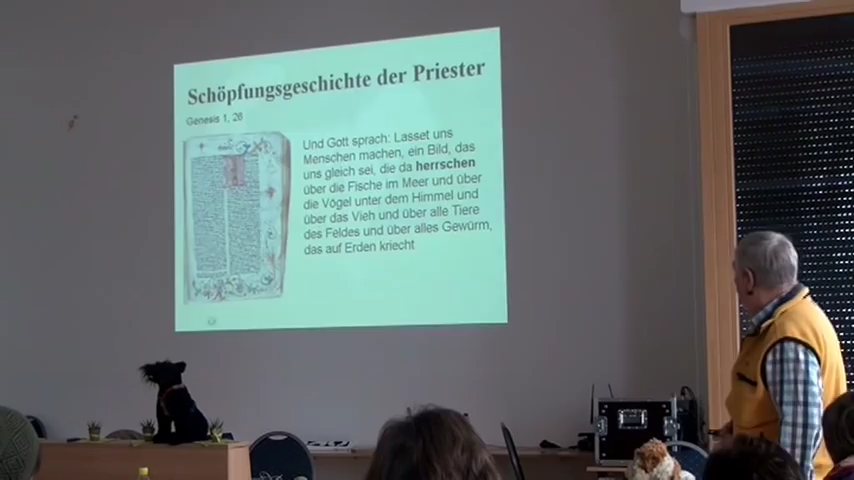 Schöpfungsgeschichte der Priester
Genesis 1, 26
Und Gott sprach: Lasset uns
Menschen machen, ein Bild, das
uns gleich sei, die da herrschen
über die Fische im Meer und über
die Vögel unter dem Himmel und
über das Vieh und über alle Tiere
des Feldes und über alles Gewürm,
das auf Erden kriecht